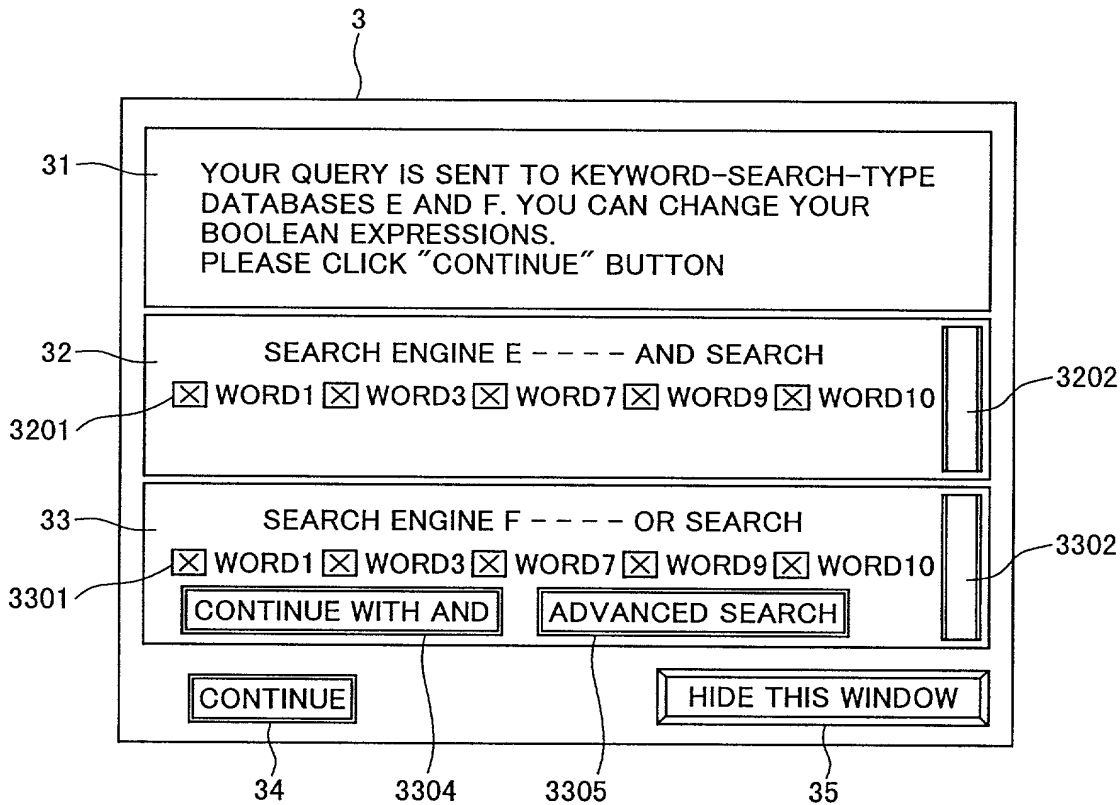 3
31
YOUR QUERY IS SENT TO KEYWORD-SEARCH-TYPE
DATABASES E AND F. YOU CAN CHANGE YOUR
BOOLEAN EXPRESSIONS.
PLEASE CLICK "CONTINUE" BUTTON
32
SEARCH ENGINE E ---- AND SEARCH
WORD1 WORD3 WORD7 WORD9 WORD10
3201
3202
33
SEARCH ENGINE F ---- OR SEARCH
WORD1 WORD3 WORD7 WORD9 WORD10
3301
3302
CONTINUE WITH AND ADVANCED SEARCH
CONTINUE HIDE THIS WINDOW
34 3304 3305 35